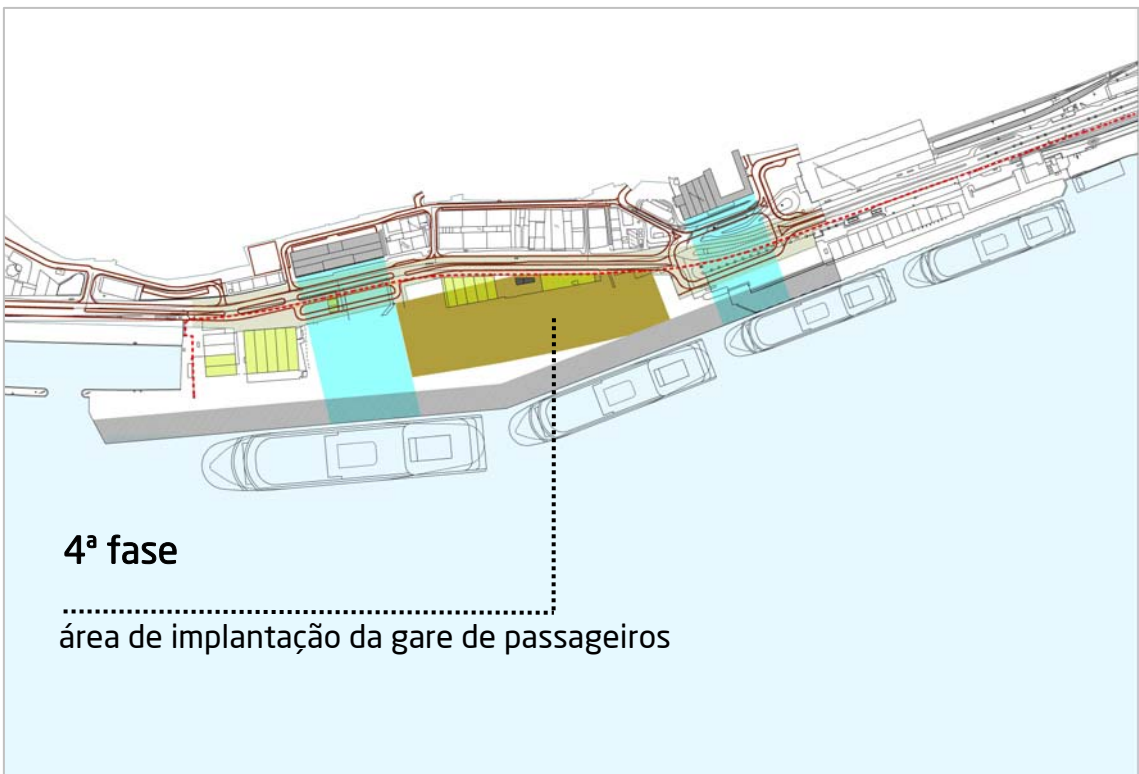 4ª fase
área de implantação da gare de passageiros